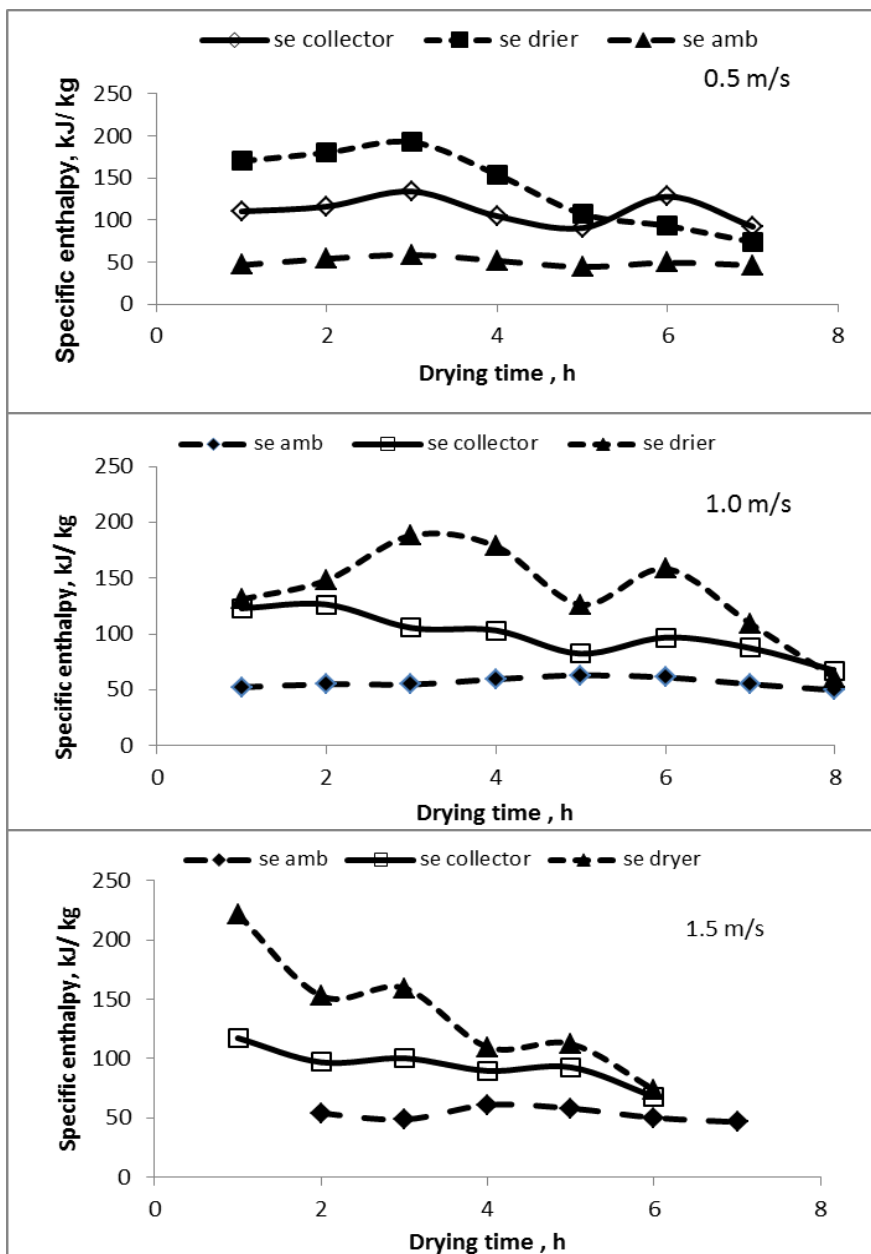 se collector se drier se amb
0.5 m/s
Specific enthalpy, kJ/ kg
250
200
150
100
50
0
0 2 4 6 8
Drying time , h
se amb se collector se drier
1.0 m/s
Specific enthalpy, kJ/ kg
250
200
150
100
50
0
0 2 4 6 8
Drying time , h
se amb se collector se dryer
1.5 m/s
Specific enthalpy, kJ/ kg
250
200
150
100
50
0
0 2 4 6 8
Drying time , h